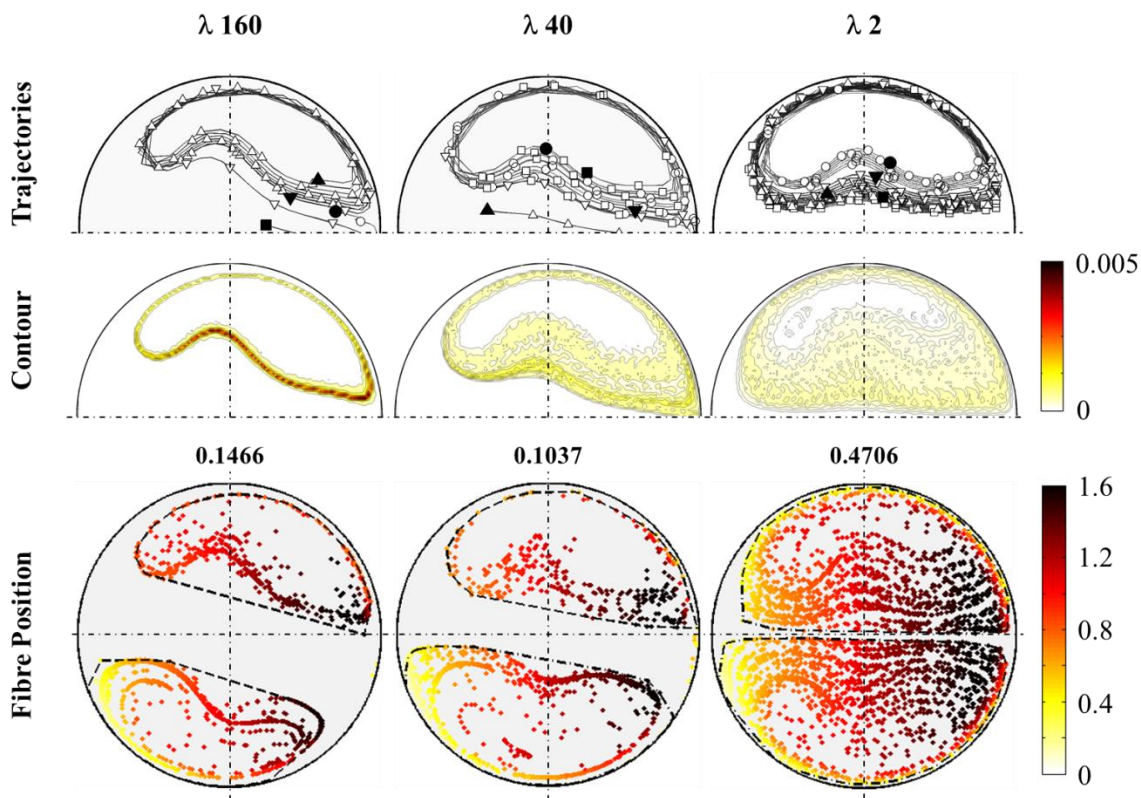 λ 160
λ 40
λ 2
Trajectories
Contour
0.005
0
0.1466
0.1037
0.4706
Fibre Position
1.6
1.2
0.8
0.4
0